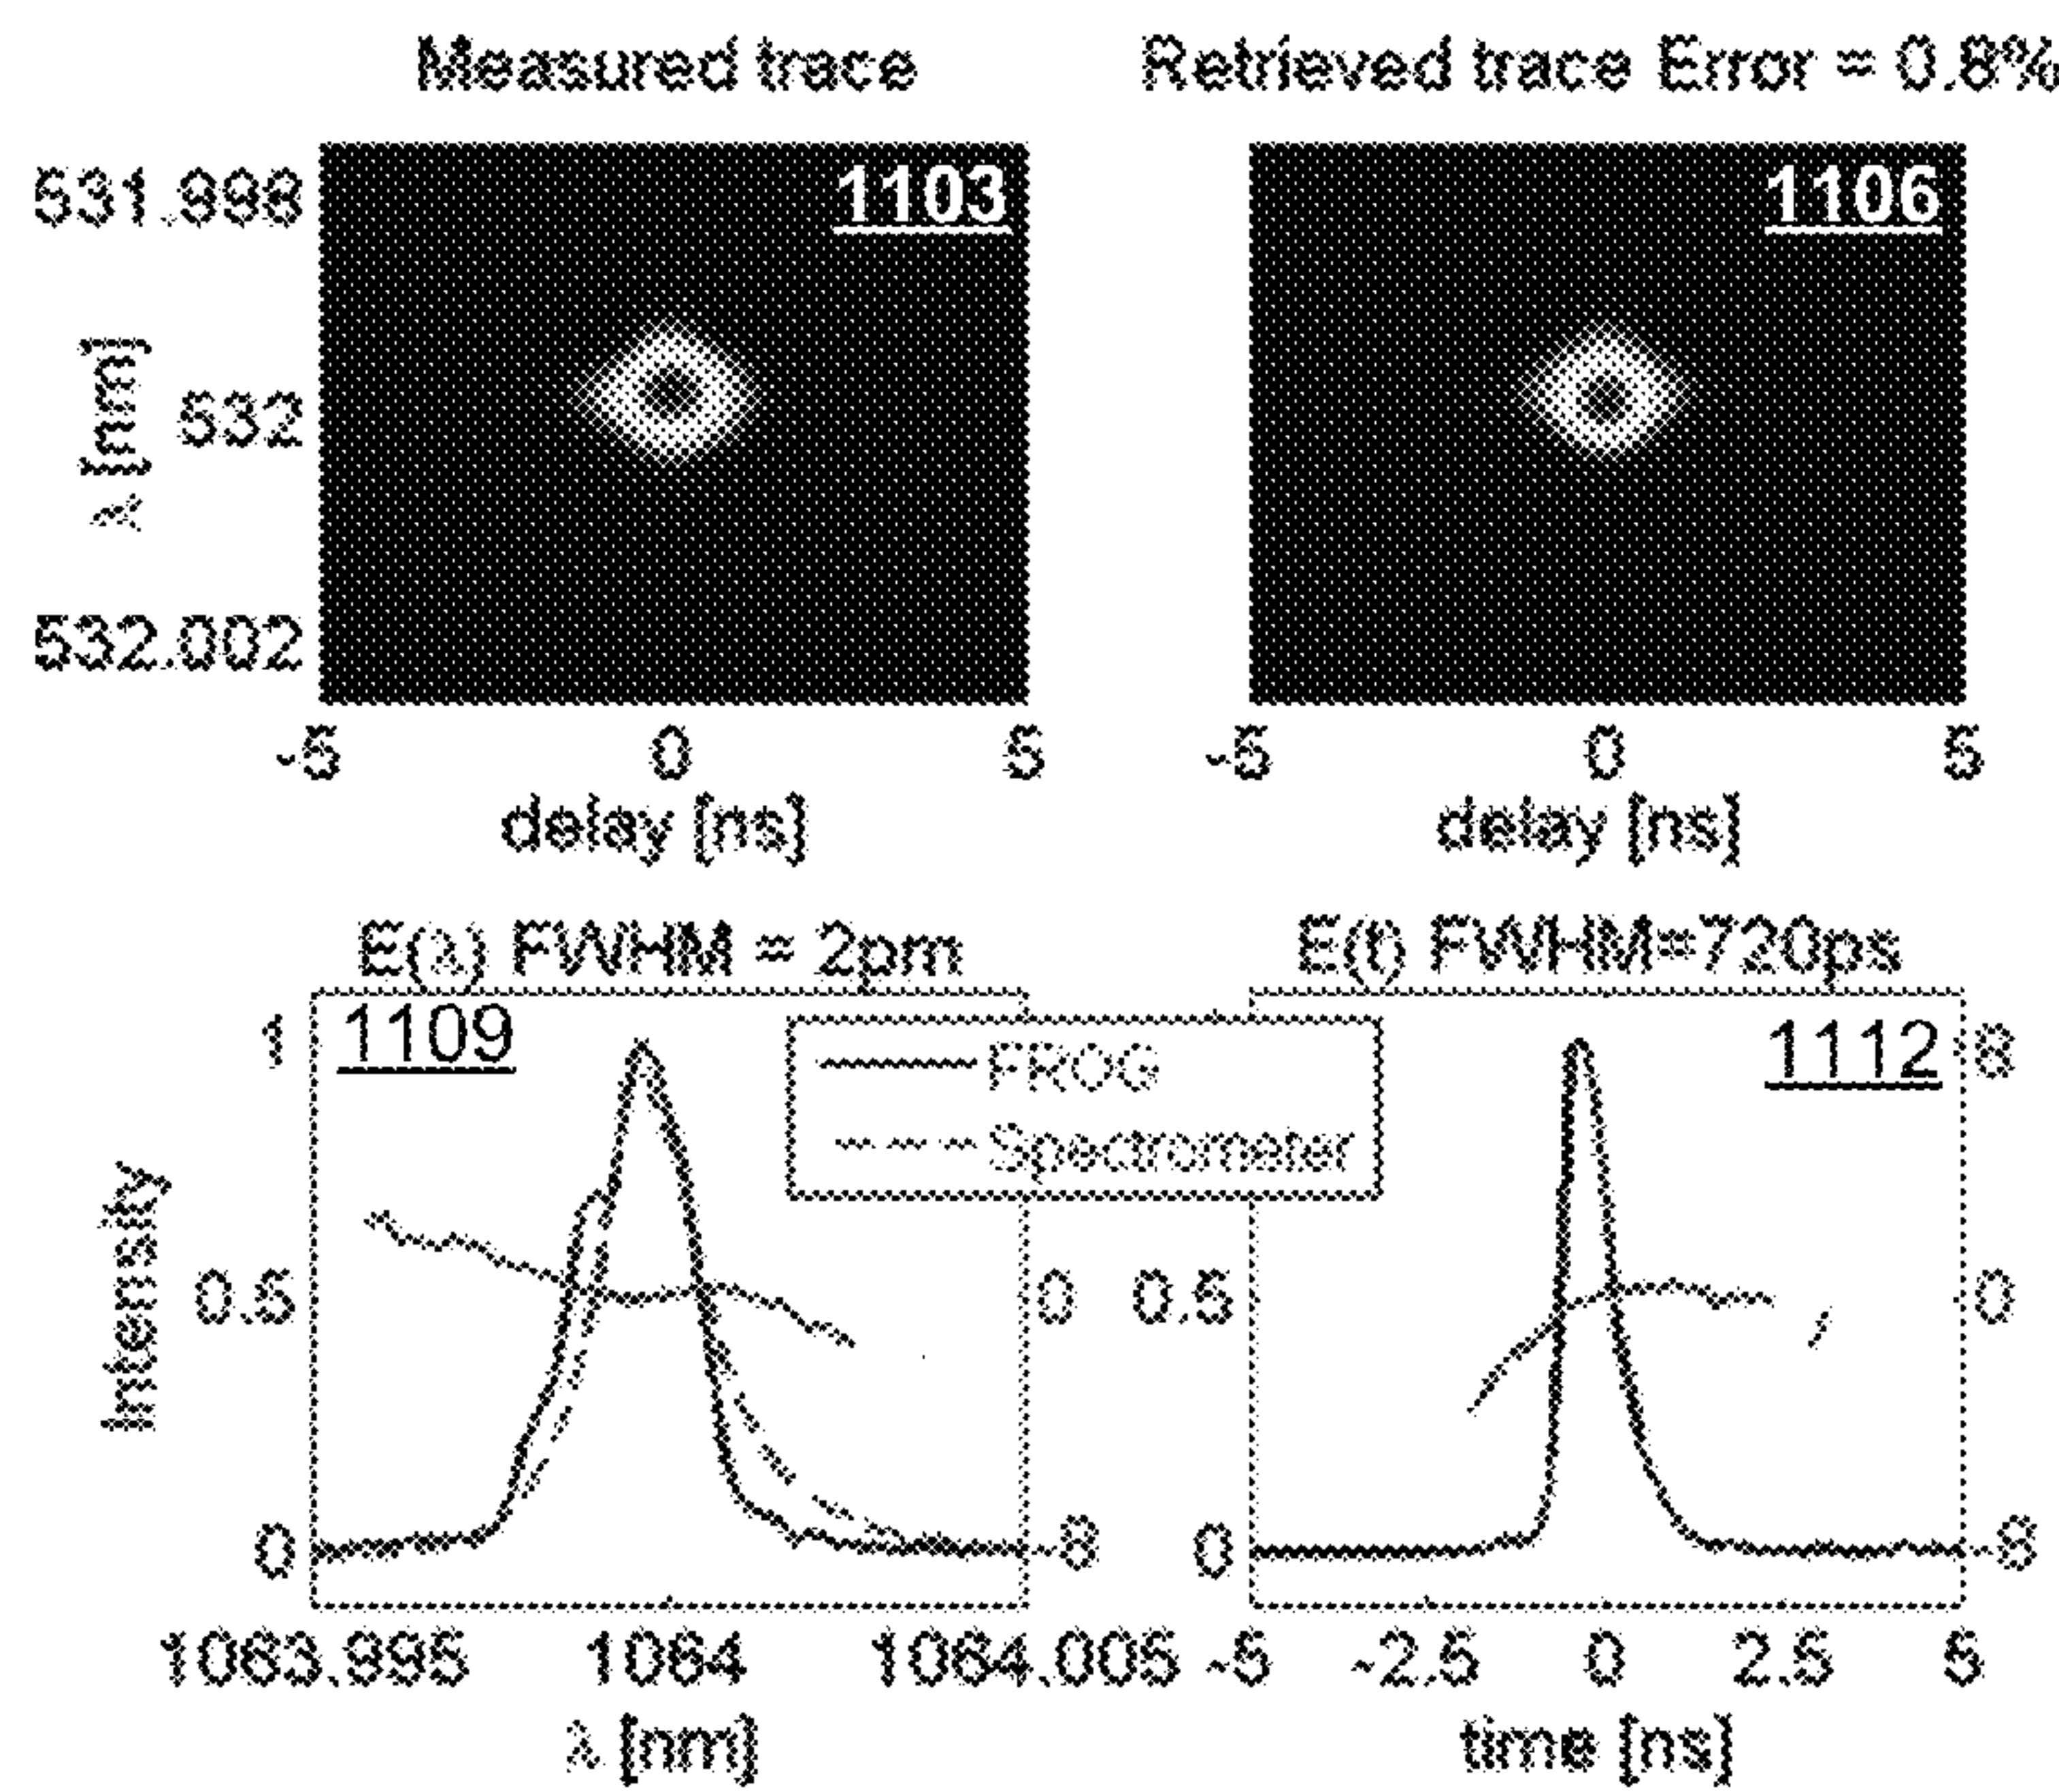 Measured trace
Retrieved trace Error = 0.8%
531.998
1103
1106
λ [nm]
532
532.002
-5 0 5
-5 0 5
delay [ns]
delay [ns]
E(λ) FWHM = 2pm
E(t) FWHM=720ps
1 1109
FROG
Spectrometer
1112 8
Intensity
0.5 0
0.5 0
0 -8
0 -8
1063.995 1064 1064.005
-5 -2.5 0 2.5 5
λ [nm]
time [ns]